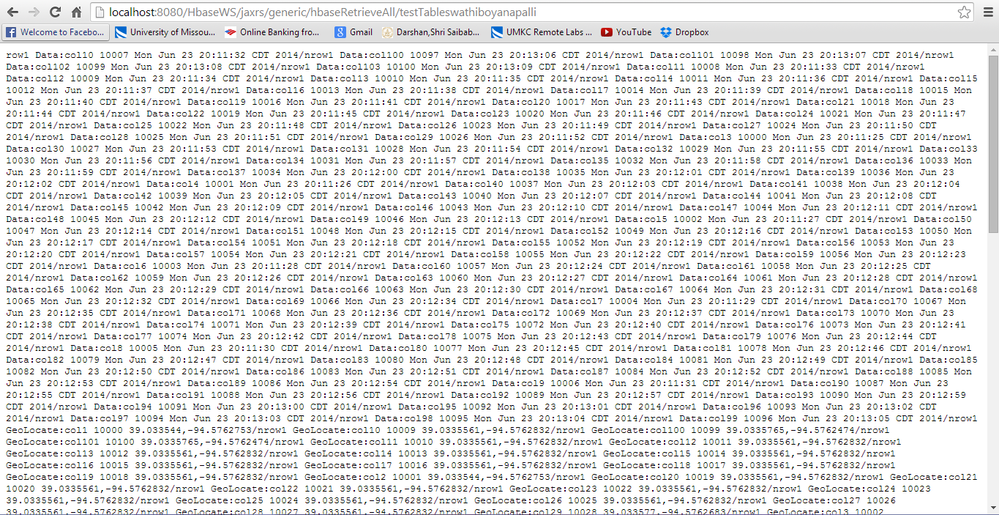 localhost:8080/HbaseWS/jaxrs/generic/hbaseRetrieveAll/testTableswathiboyanapalli
Welcome to Facebo... University of Missou... Online Banking fro... Gmail Darshan,Shri Saibab... UMKC Remote Labs ... YouTube Dropbox
row1 Data:col10 10007 Mon Jun 23 20:11:32 CDT 2014/nrow1 Data:col100 10097 Mon Jun 23 20:13:06 CDT 2014/nrow1 Data:col101 10098 Mon Jun 23 20:13:07 CDT 2014/nrow1
Data:col102 10099 Mon Jun 23 20:13:08 CDT 2014/nrow1 Data:col103 10100 Mon Jun 23 20:13:09 CDT 2014/nrow1 Data:col11 10008 Mon Jun 23 20:11:33 CDT 2014/nrow1
Data:col12 10009 Mon Jun 23 20:11:34 CDT 2014/nrow1 Data:col13 10010 Mon Jun 23 20:11:35 CDT 2014/nrow1 Data:col14 10011 Mon Jun 23 20:11:36 CDT 2014/nrow1 Data:col15
10012 Mon Jun 23 20:11:37 CDT 2014/nrow1 Data:col16 10013 Mon Jun 23 20:11:38 CDT 2014/nrow1 Data:col17 10014 Mon Jun 23 20:11:39 CDT 2014/nrow1 Data:col18 10015 Mon
Jun 23 20:11:40 CDT 2014/nrow1 Data:col19 10016 Mon Jun 23 20:11:41 CDT 2014/nrow1 Data:col20 10017 Mon Jun 23 20:11:43 CDT 2014/nrow1 Data:col21 10018 Mon Jun 23
20:11:44 CDT 2014/nrow1 Data:col22 10019 Mon Jun 23 20:11:45 CDT 2014/nrow1 Data:col23 10020 Mon Jun 23 20:11:46 CDT 2014/nrow1 Data:col24 10021 Mon Jun 23 20:11:47
CDT 2014/nrow1 Data:col25 10022 Mon Jun 23 20:11:48 CDT 2014/nrow1 Data:col26 10023 Mon Jun 23 20:11:49 CDT 2014/nrow1 Data:col27 10024 Mon Jun 23 20:11:50 CDT
2014/nrow1 Data:col28 10025 Mon Jun 23 20:11:51 CDT 2014/nrow1 Data:col29 10026 Mon Jun 23 20:11:52 CDT 2014/nrow1 Data:col3 10000 Mon Jun 23 20:11:25 CDT 2014/nrow1
Data:col30 10027 Mon Jun 23 20:11:53 CDT 2014/nrow1 Data:col31 10028 Mon Jun 23 20:11:54 CDT 2014/nrow1 Data:col32 10029 Mon Jun 23 20:11:55 CDT 2014/nrow1 Data:col33
10030 Mon Jun 23 20:11:56 CDT 2014/nrow1 Data:col34 10031 Mon Jun 23 20:11:57 CDT 2014/nrow1 Data:col35 10032 Mon Jun 23 20:11:58 CDT 2014/nrow1 Data:col36 10033 Mon
Jun 23 20:11:59 CDT 2014/nrow1 Data:col37 10034 Mon Jun 23 20:12:00 CDT 2014/nrow1 Data:col38 10035 Mon Jun 23 20:12:01 CDT 2014/nrow1 Data:col39 10036 Mon Jun 23
20:12:02 CDT 2014/nrow1 Data:col4 10001 Mon Jun 23 20:11:26 CDT 2014/nrow1 Data:col40 10037 Mon Jun 23 20:12:03 CDT 2014/nrow1 Data:col41 10038 Mon Jun 23 20:12:04
CDT 2014/nrow1 Data:col42 10039 Mon Jun 23 20:12:05 CDT 2014/nrow1 Data:col43 10040 Mon Jun 23 20:12:07 CDT 2014/nrow1 Data:col44 10041 Mon Jun 23 20:12:08 CDT
2014/nrow1 Data:col45 10042 Mon Jun 23 20:12:09 CDT 2014/nrow1 Data:col46 10043 Mon Jun 23 20:12:10 CDT 2014/nrow1 Data:col47 10044 Mon Jun 23 20:12:11 CDT 2014/nrow1
Data:col48 10045 Mon Jun 23 20:12:12 CDT 2014/nrow1 Data:col49 10046 Mon Jun 23 20:12:13 CDT 2014/nrow1 Data:col5 10002 Mon Jun 23 20:11:27 CDT 2014/nrow1 Data:col50
10047 Mon Jun 23 20:12:14 CDT 2014/nrow1 Data:col51 10048 Mon Jun 23 20:12:15 CDT 2014/nrow1 Data:col52 10049 Mon Jun 23 20:12:16 CDT 2014/nrow1 Data:col53 10050 Mon
Jun 23 20:12:17 CDT 2014/nrow1 Data:col54 10051 Mon Jun 23 20:12:18 CDT 2014/nrow1 Data:col55 10052 Mon Jun 23 20:12:19 CDT 2014/nrow1 Data:col56 10053 Mon Jun 23
20:12:20 CDT 2014/nrow1 Data:col57 10054 Mon Jun 23 20:12:21 CDT 2014/nrow1 Data:col58 10055 Mon Jun 23 20:12:22 CDT 2014/nrow1 Data:col59 10056 Mon Jun 23 20:12:23
CDT 2014/nrow1 Data:col6 10003 Mon Jun 23 20:11:28 CDT 2014/nrow1 Data:col60 10057 Mon Jun 23 20:12:24 CDT 2014/nrow1 Data:col61 10058 Mon Jun 23 20:12:25 CDT
2014/nrow1 Data:col62 10059 Mon Jun 23 20:12:26 CDT 2014/nrow1 Data:col63 10060 Mon Jun 23 20:12:27 CDT 2014/nrow1 Data:col64 10061 Mon Jun 23 20:12:28 CDT 2014/nrow1
Data:col65 10062 Mon Jun 23 20:12:29 CDT 2014/nrow1 Data:col66 10063 Mon Jun 23 20:12:30 CDT 2014/nrow1 Data:col67 10064 Mon Jun 23 20:12:31 CDT 2014/nrow1 Data:col68
10065 Mon Jun 23 20:12:32 CDT 2014/nrow1 Data:col69 10066 Mon Jun 23 20:12:34 CDT 2014/nrow1 Data:col7 10004 Mon Jun 23 20:11:29 CDT 2014/nrow1 Data:col70 10067 Mon
Jun 23 20:12:35 CDT 2014/nrow1 Data:col71 10068 Mon Jun 23 20:12:36 CDT 2014/nrow1 Data:col72 10069 Mon Jun 23 20:12:37 CDT 2014/nrow1 Data:col73 10070 Mon Jun 23
20:12:38 CDT 2014/nrow1 Data:col74 10071 Mon Jun 23 20:12:39 CDT 2014/nrow1 Data:col75 10072 Mon Jun 23 20:12:40 CDT 2014/nrow1 Data:col76 10073 Mon Jun 23 20:12:41
CDT 2014/nrow1 Data:col77 10074 Mon Jun 23 20:12:42 CDT 2014/nrow1 Data:col78 10075 Mon Jun 23 20:12:43 CDT 2014/nrow1 Data:col79 10076 Mon Jun 23 20:12:44 CDT
2014/nrow1 Data:col8 10005 Mon Jun 23 20:11:30 CDT 2014/nrow1 Data:col80 10077 Mon Jun 23 20:12:45 CDT 2014/nrow1 Data:col81 10078 Mon Jun 23 20:12:46 CDT 2014/nrow1
Data:col82 10079 Mon Jun 23 20:12:47 CDT 2014/nrow1 Data:col83 10080 Mon Jun 23 20:12:48 CDT 2014/nrow1 Data:col84 10081 Mon Jun 23 20:12:49 CDT 2014/nrow1 Data:col85
10082 Mon Jun 23 20:12:50 CDT 2014/nrow1 Data:col86 10083 Mon Jun 23 20:12:51 CDT 2014/nrow1 Data:col87 10084 Mon Jun 23 20:12:52 CDT 2014/nrow1 Data:col88 10085 Mon
Jun 23 20:12:53 CDT 2014/nrow1 Data:col89 10086 Mon Jun 23 20:12:54 CDT 2014/nrow1 Data:col9 10006 Mon Jun 23 20:11:31 CDT 2014/nrow1 Data:col90 10087 Mon Jun 23
20:12:55 CDT 2014/nrow1 Data:col91 10088 Mon Jun 23 20:12:56 CDT 2014/nrow1 Data:col92 10089 Mon Jun 23 20:12:57 CDT 2014/nrow1 Data:col93 10090 Mon Jun 23 20:12:59
CDT 2014/nrow1 Data:col94 10091 Mon Jun 23 20:13:00 CDT 2014/nrow1 Data:col95 10092 Mon Jun 23 20:13:01 CDT 2014/nrow1 Data:col96 10093 Mon Jun 23 20:13:02 CDT
2014/nrow1 Data:col97 10094 Mon Jun 23 20:13:03 CDT 2014/nrow1 Data:col98 10095 Mon Jun 23 20:13:04 CDT 2014/nrow1 Data:col99 10096 Mon Jun 23 20:13:05 CDT 2014/nrow1
GeoLocate:col1 10000 39.033544,-94.5762753/nrow1 GeoLocate:col10 10009 39.0335561,-94.5762832/nrow1 GeoLocate:col100 10099 39.0335765,-94.5762474/nrow1
GeoLocate:col101 10100 39.0335765,-94.5762474/nrow1 GeoLocate:col11 10010 39.0335561,-94.5762832/nrow1 GeoLocate:col12 10011 39.0335561,-94.5762832/nrow1
GeoLocate:col13 10012 39.0335561,-94.5762832/nrow1 GeoLocate:col14 10013 39.0335561,-94.5762832/nrow1 GeoLocate:col15 10014 39.0335561,-94.5762832/nrow1
GeoLocate:col16 10015 39.0335561,-94.5762832/nrow1 GeoLocate:col17 10016 39.0335561,-94.5762832/nrow1 GeoLocate:col18 10017 39.0335561,-94.5762832/nrow1
GeoLocate:col19 10018 39.0335561,-94.5762832/nrow1 GeoLocate:col2 10001 39.033544,-94.5762753/nrow1 GeoLocate:col20 10019 39.0335561,-94.5762832/nrow1 GeoLocate:col21
10020 39.0335561,-94.5762832/nrow1 GeoLocate:col22 10021 39.0335561,-94.5762832/nrow1 GeoLocate:col23 10022 39.0335561,-94.5762832/nrow1 GeoLocate:col24 10023
39.0335561,-94.5762832/nrow1 GeoLocate:col25 10024 39.0335561,-94.5762832/nrow1 GeoLocate:col26 10025 39.0335561,-94.5762832/nrow1 GeoLocate:col27 10026
39.0335561,-94.5762832/nrow1 GeoLocate:col28 10027 39.0335561,-94.5762832/nrow1 GeoLocate:col29 10028 39.033577,-94.5762683/nrow1 GeoLocate:col3 10002